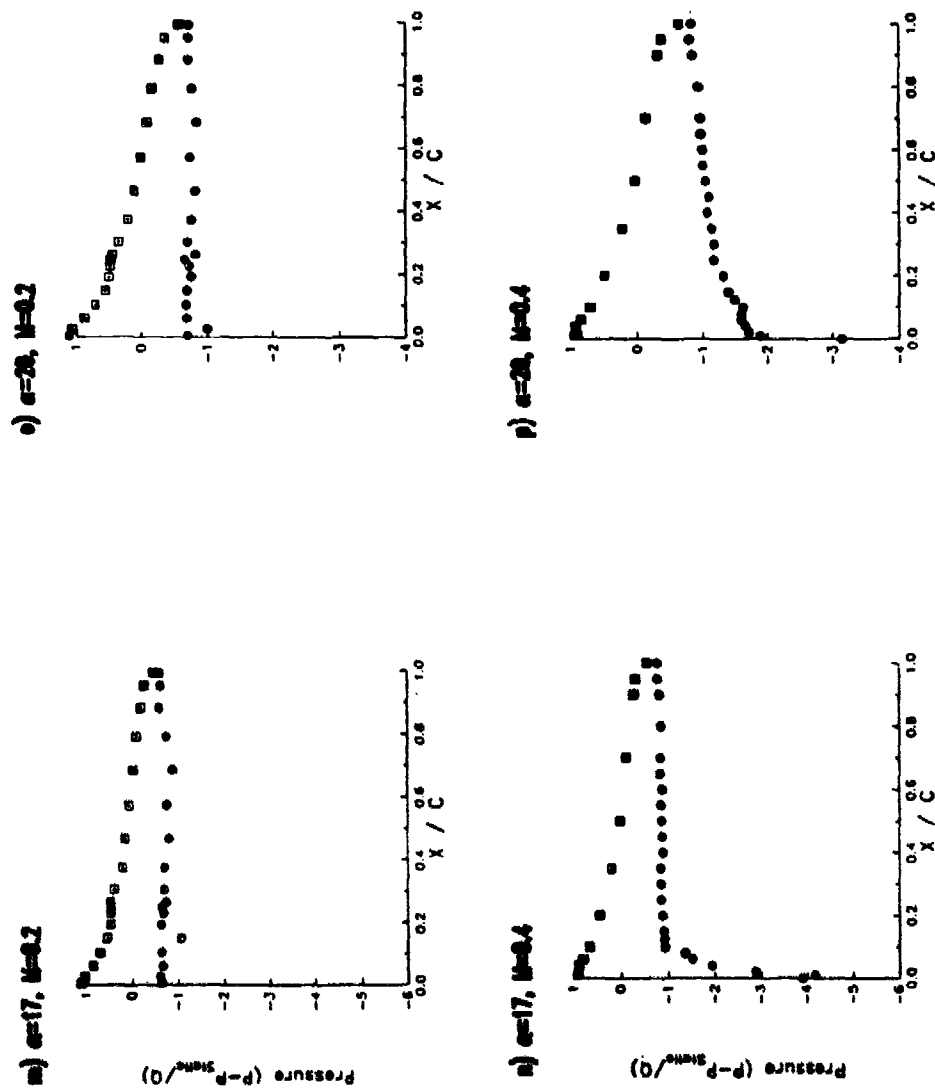 m) α=17, M=0.2
Pressure (P-P_Static/Q)
1
0
-1
-2
-3
-4
-5
-6
0.0 0.2 0.4 0.6 0.8 1.0
X / C
o) α=20, M=0.2
1
0
-1
-2
-3
-4
0.0 0.2 0.4 0.6 0.8 1.0
X / C
n) α=17, M=0.4
Pressure (P-P_Static/Q)
1
0
-1
-2
-3
-4
-5
-6
0.0 0.2 0.4 0.6 0.8 1.0
X / C
p) α=20, M=0.4
1
0
-1
-2
-3
-4
0.0 0.2 0.4 0.6 0.8 1.0
X / C